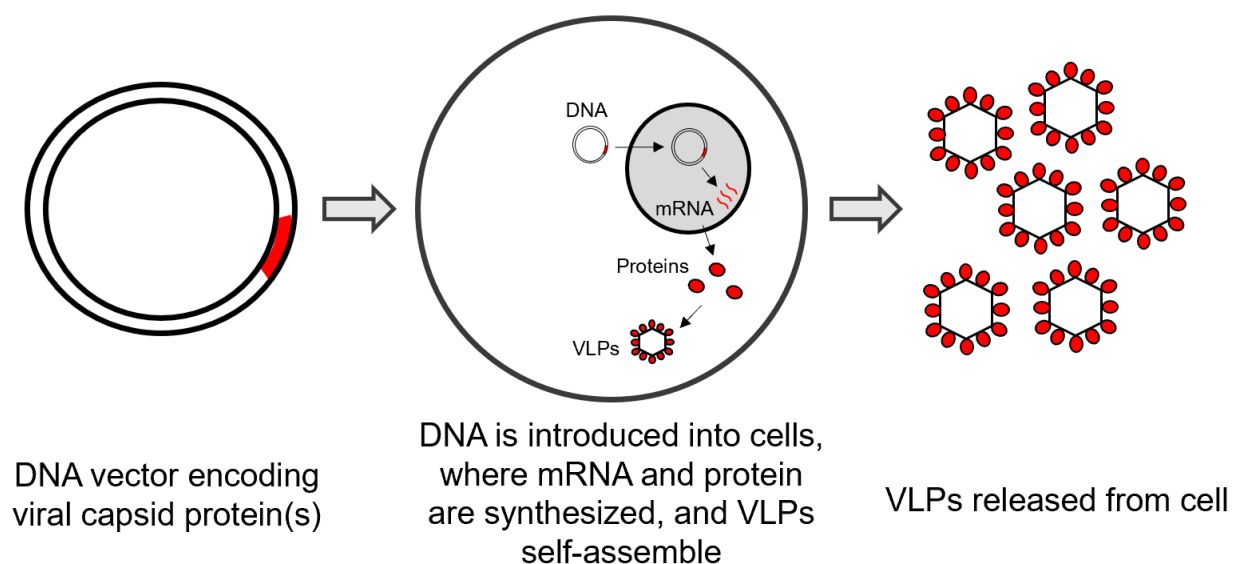 DNA
mRNA
Proteins
VLPs
DNA vector encoding
viral capsid protein(s)
DNA is introduced into cells,
where mRNA and protein
are synthesized, and VLPs
self-assemble
VLPs released from cell